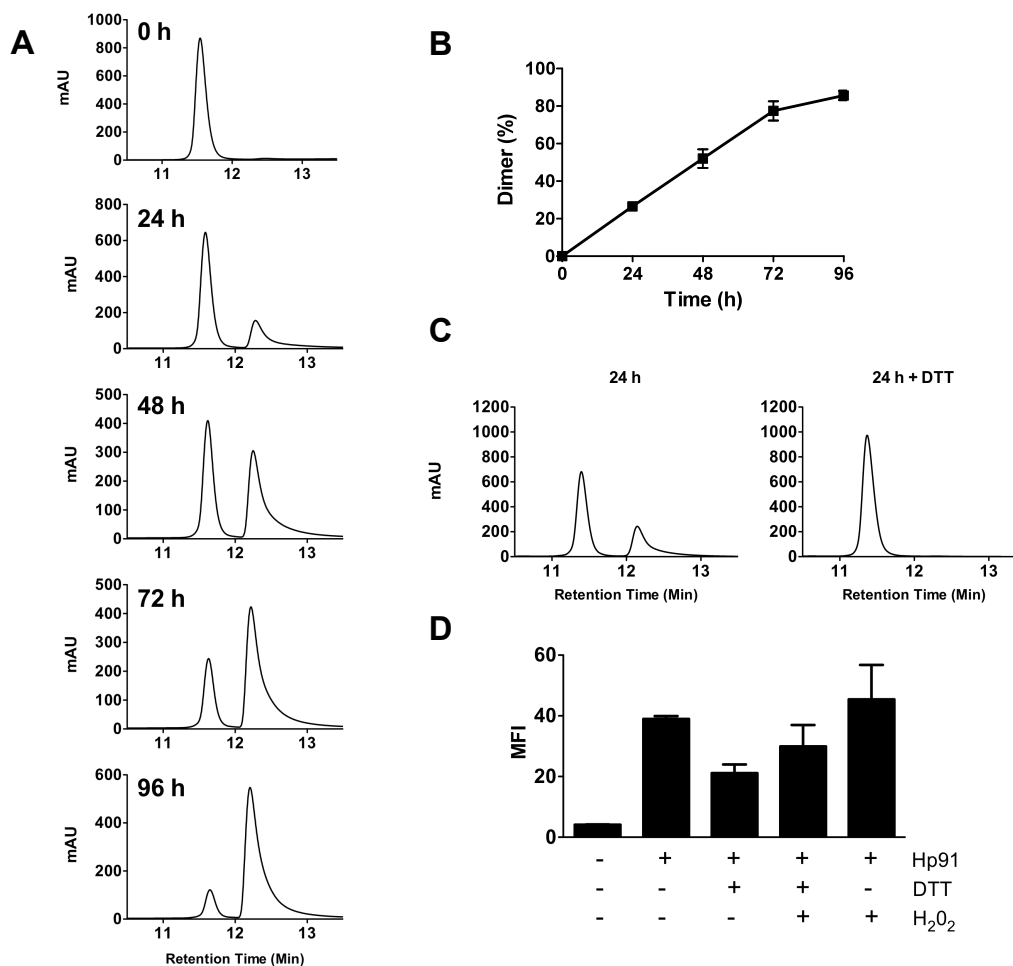 A
0 h
1000
800
600
400
200
0
mAU
11 12 13
24 h
800
600
400
200
0
mAU
11 12 13
48 h
500
400
300
200
100
0
mAU
11 12 13
72 h
500
400
300
200
100
0
mAU
11 12 13
96 h
600
400
200
0
mAU
11 12 13
Retention Time (Min)
B
100
80
60
40
20
0
Dimer (%)
0 24 48 72 96
Time (h)
C
24 h
1200
1000
800
600
400
200
0
mAU
11 12 13
Retention Time (Min)
24 h + DTT
1200
1000
800
600
400
200
0
11 12 13
Retention Time (Min)
D
60
40
20
0
MFI
- + + + + Hp91
- - + + - DTT
- - - + + H₂0₂